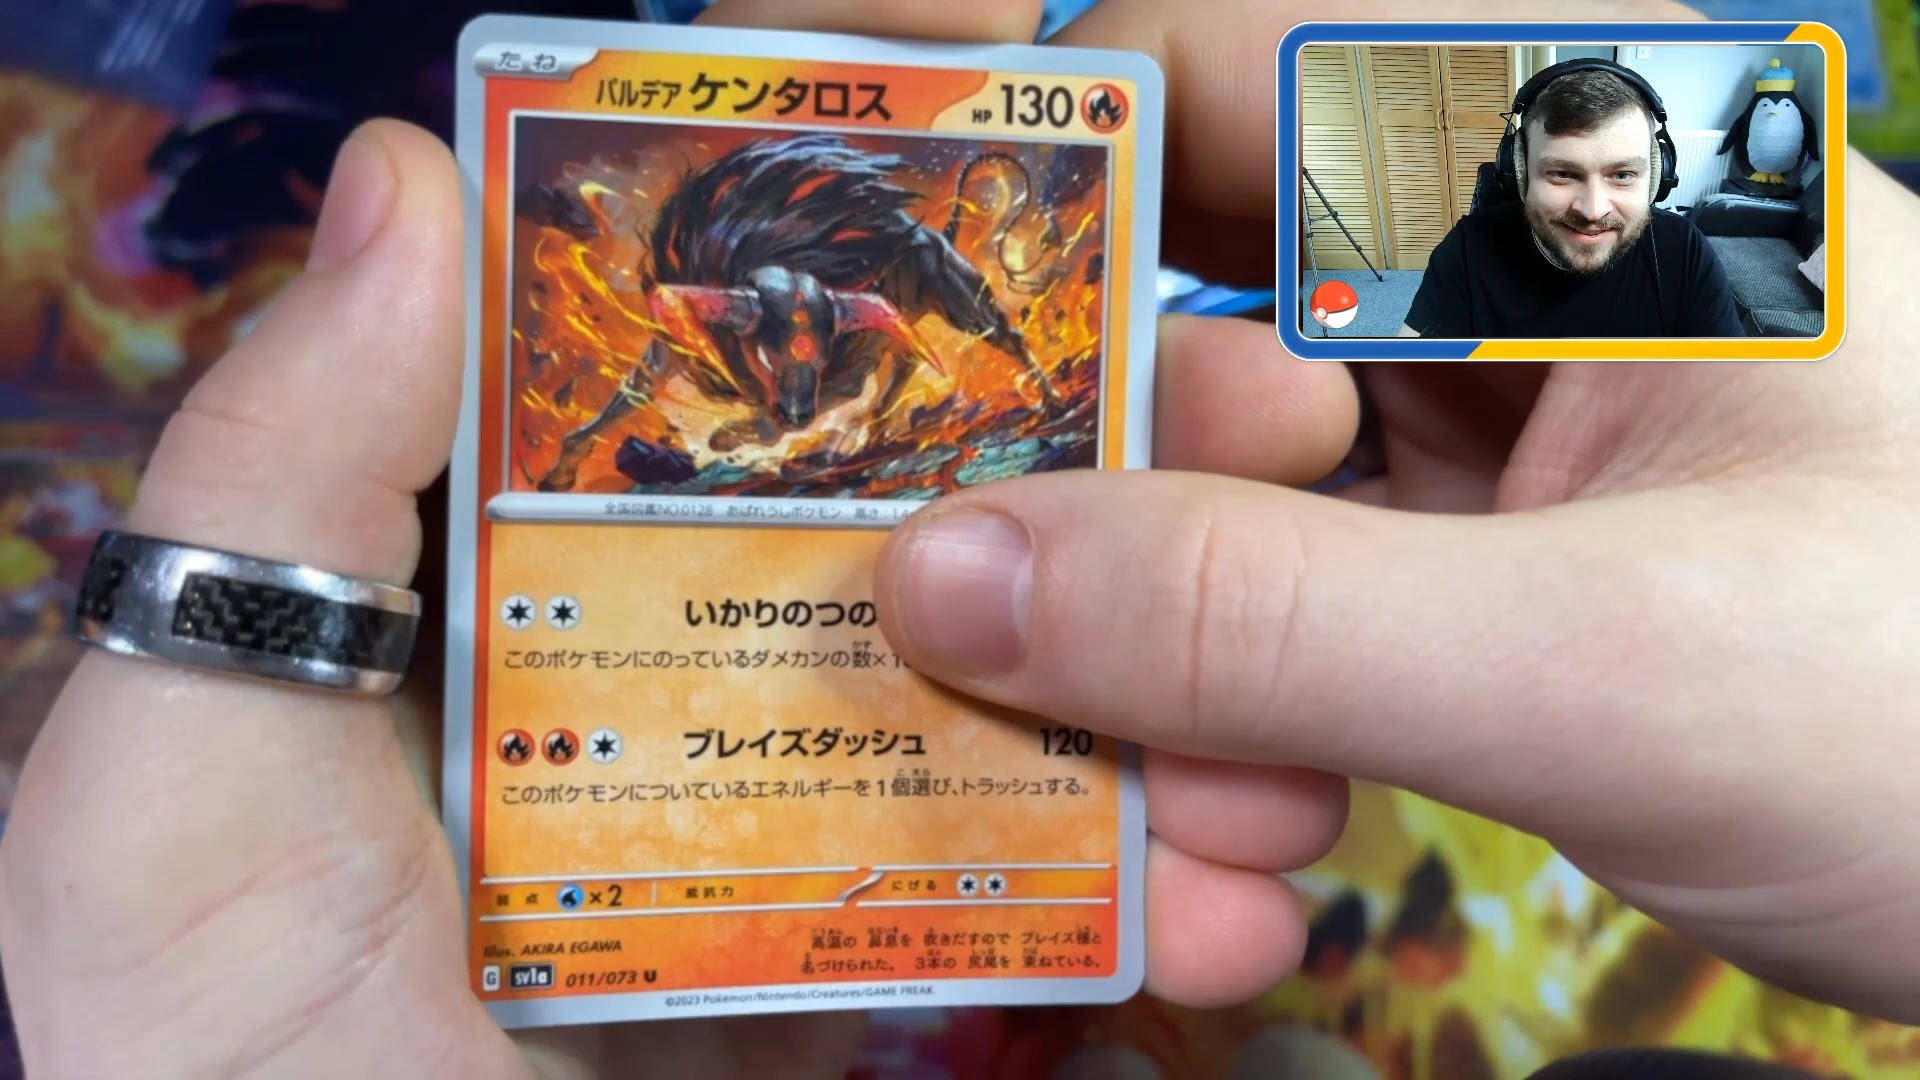 たね
パルデア ケンタロス HP 130
全国図鑑NO.0128 あばれうしポケモン 高さ:1.4
いかりのつの
このポケモンにのっているダメカンの数×1
ブレイズダッシュ 120
このポケモンについているエネルギーを1個選び、トラッシュする。
弱点 ×2 抵抗力 にげる
Illus. AKIRA EGAWA
高温の 鼻息を 吹きだすので ブレイズ種と
名づけられた。 3本の 尻尾を 束ねている。
G sv1a 011/073 U
©2023 Pokémon/Nintendo/Creatures/GAME FREAK.